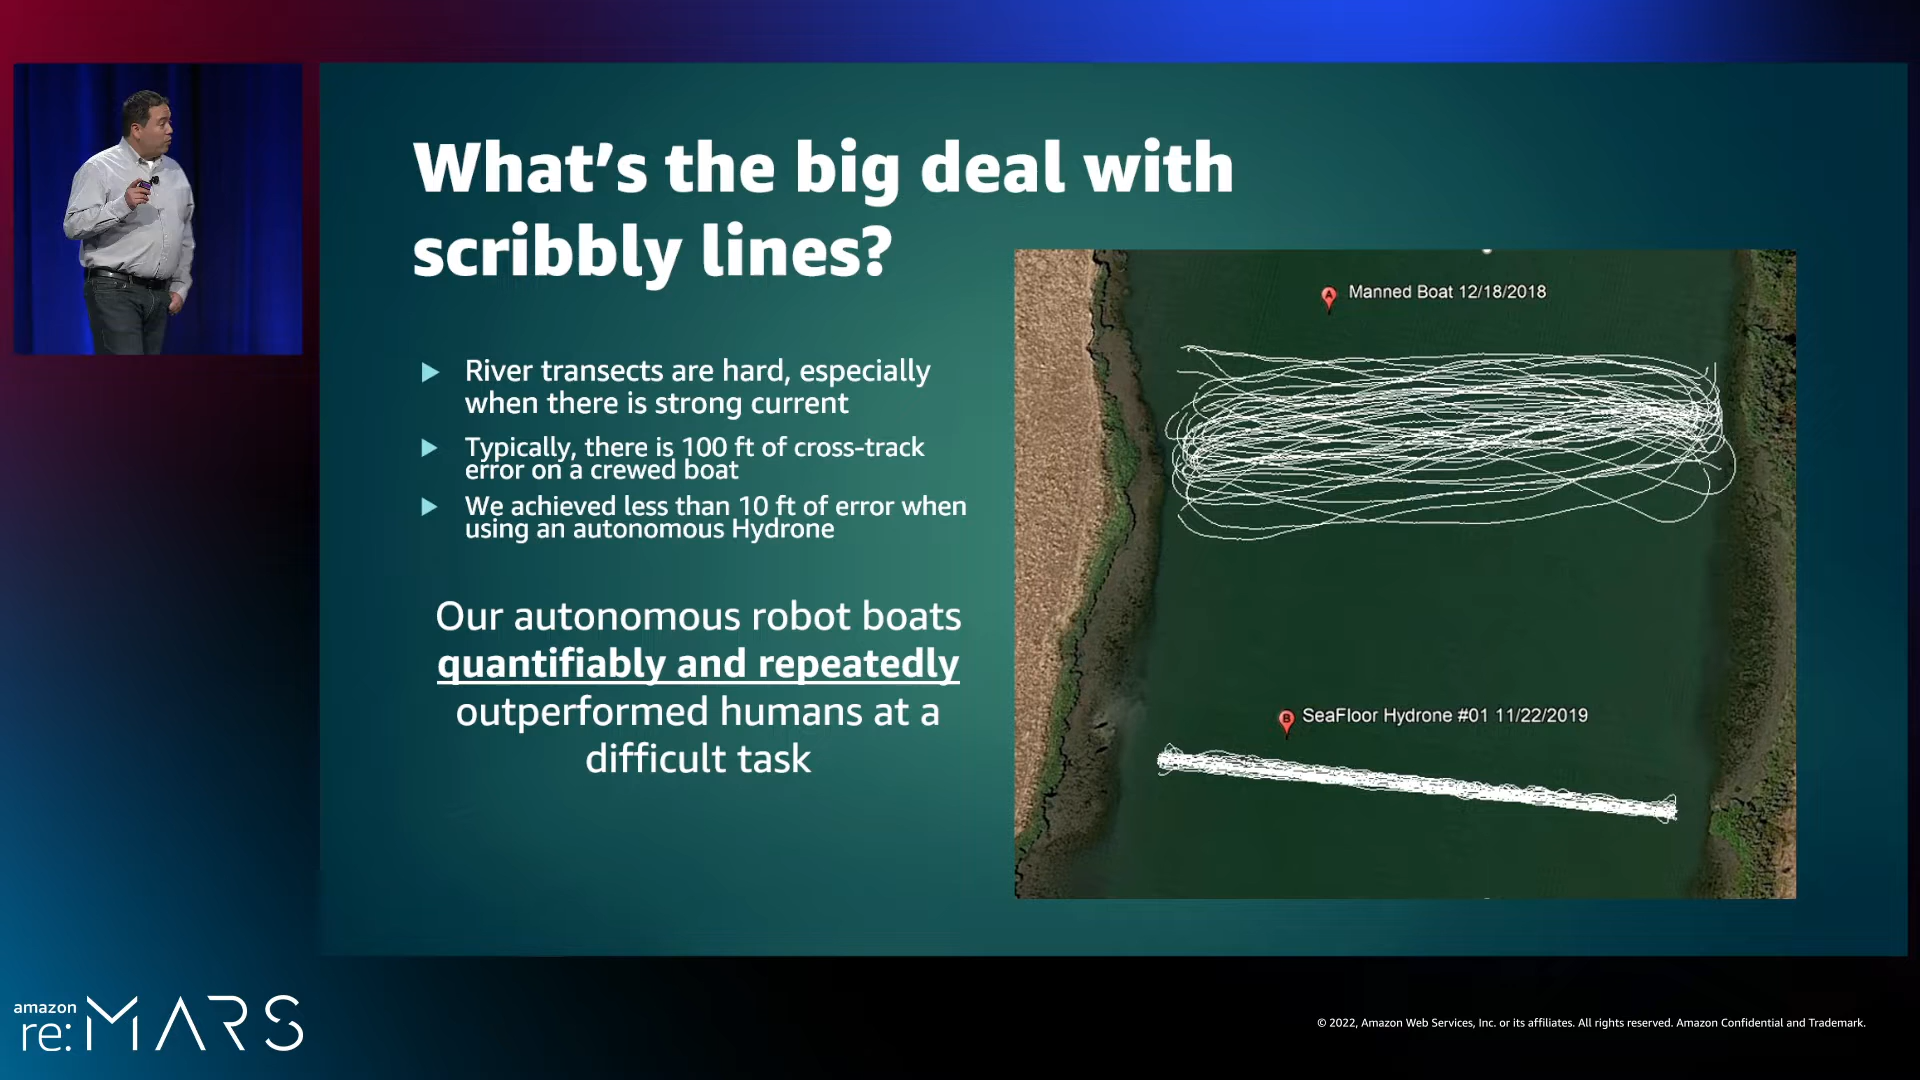 What's the big deal with
scribbly lines?
River transects are hard, especially
when there is strong current
Typically, there is 100 ft of cross-track
error on a crewed boat
We achieved less than 10 ft of error when
using an autonomous Hydrone
Our autonomous robot boats
quantifiably and repeatedly
outperformed humans at a
difficult task
A Manned Boat 12/18/2018
B SeaFloor Hydrone #01 11/22/2019
amazon
re:MARS
© 2022, Amazon Web Services, Inc. or its affiliates. All rights reserved. Amazon Confidential and Trademark.